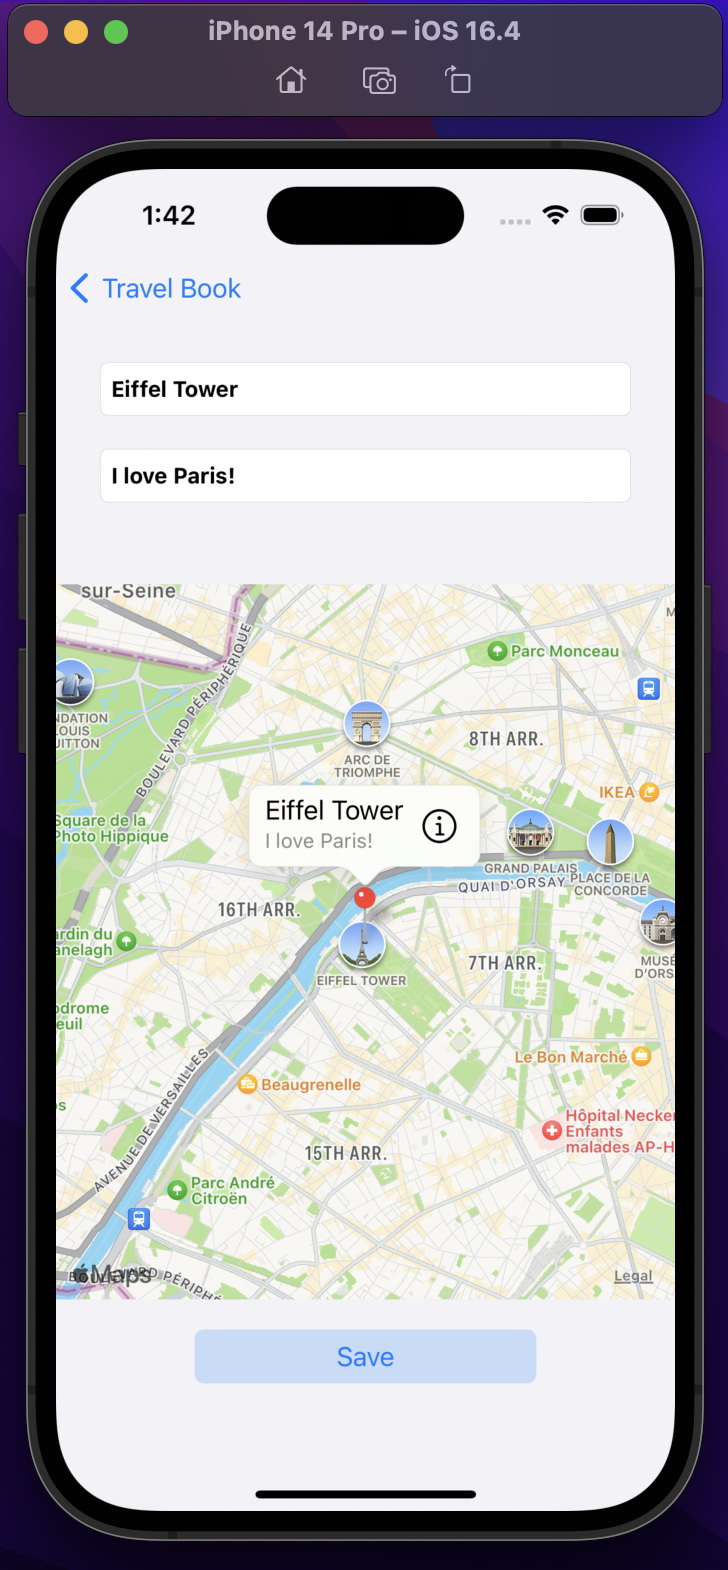 iPhone 14 Pro – iOS 16.4
1:42
Travel Book
Eiffel Tower
I love Paris!
sur-Seine
BOULEVARD PÉRIPHÉRIQUE
Parc Monceau
NDATION
LOUIS
UITTON
8TH ARR.
ARC DE
TRIOMPHE
IKEA
Square de la
Photo Hippique
Eiffel Tower
I love Paris!
GRAND PALAIS
QUAI D'ORSAY
PLACE DE LA
CONCORDE
16TH ARR.
ardin du
anelagh
MUSÉ
D'ORS
7TH ARR.
EIFFEL TOWER
odrome
euil
Le Bon Marché
Beaugrenelle
AVENUE DE VERSAILLES
Hôpital Necker
Enfants
malades AP-H
15TH ARR.
Parc André
Citroën
Maps
BOULEVARD PÉRIPHÉ
Legal
Save